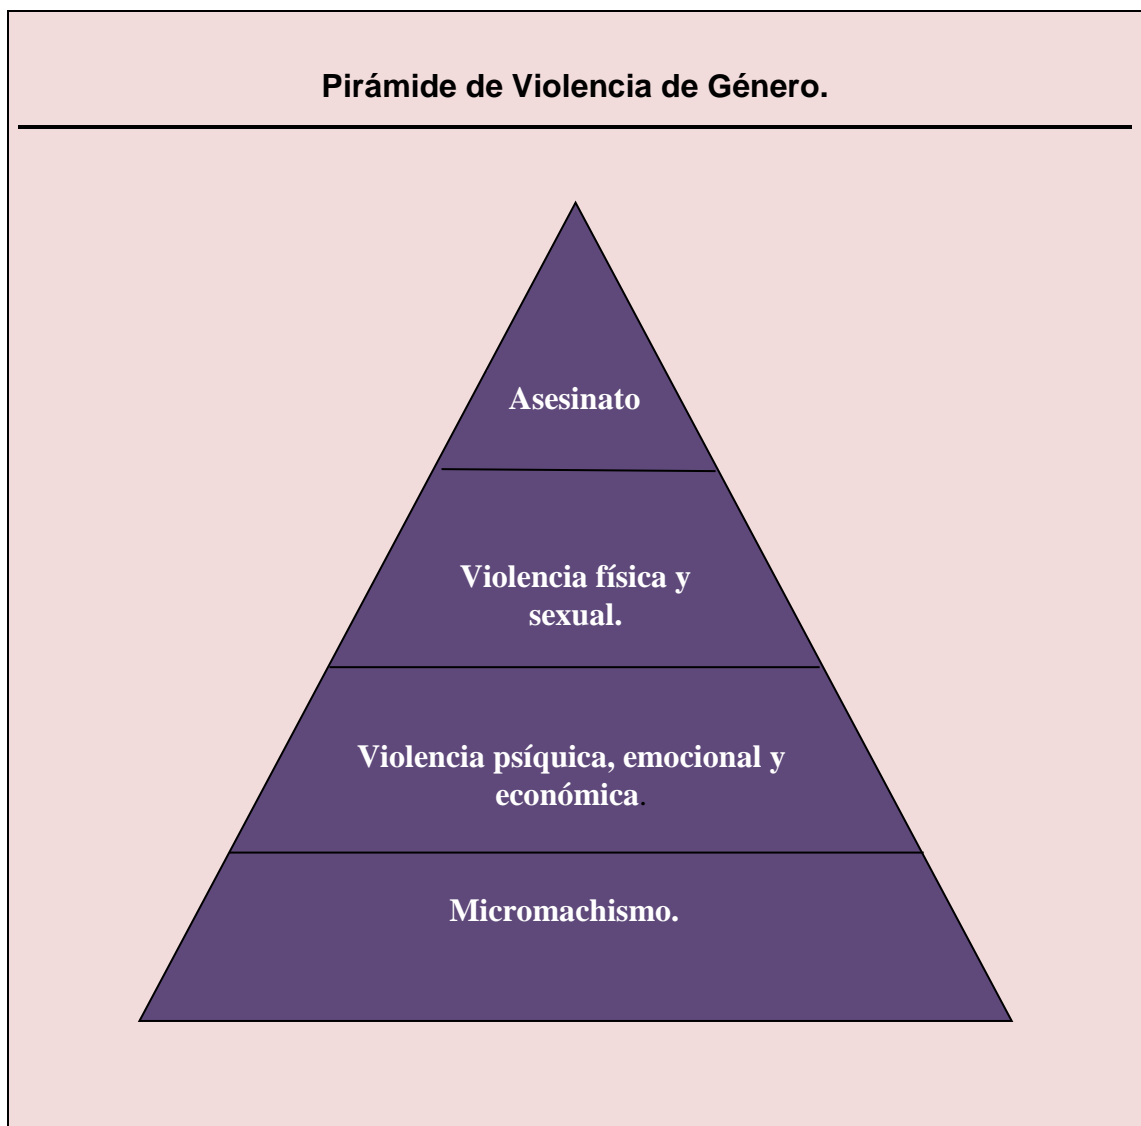 Pirámide de Violencia de Género.
Asesinato
Violencia física y
sexual.
Violencia psíquica, emocional y
económica.
Micromachismo.